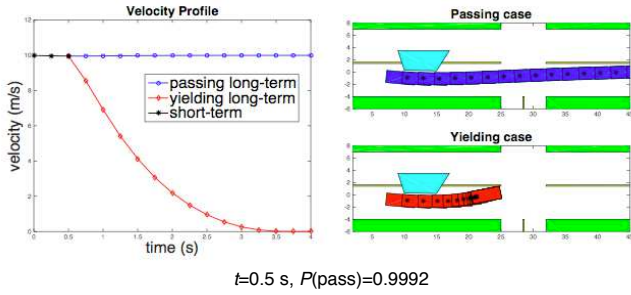 Velocity Profile
12
10
8
6
4
2
0
velocity (m/s)
passing long-term
yielding long-term
short-term
0 0.5 1 1.5 2 2.5 3 3.5 4
time (s)
Passing case
8
6
4
2
0
-2
-4
-6
5 10 15 20 25 30 35 40 45
Yielding case
8
6
4
2
0
-2
-4
-6
5 10 15 20 25 30 35 40 45
t=0.5 s, P(pass)=0.9992